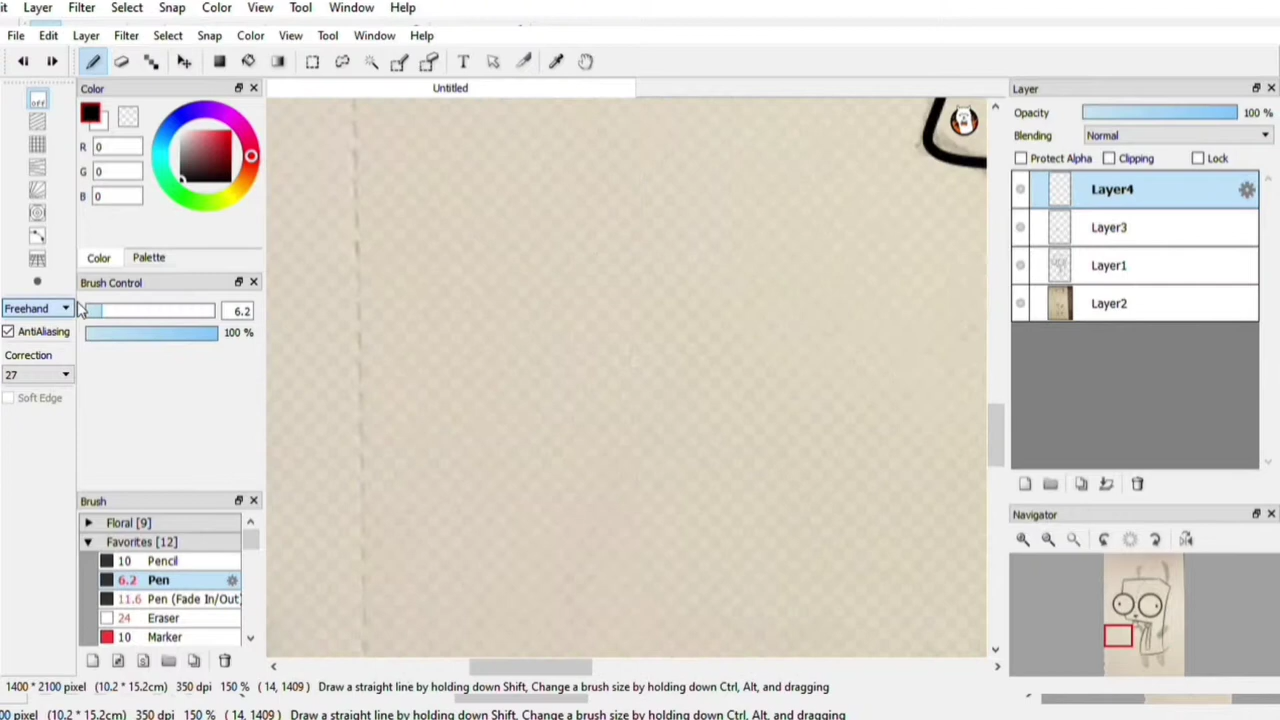 it Layer Filter Select Snap Color View Tool Window Help
File Edit Layer Filter Select Snap Color View Tool Window Help
Color
Untitled
Layer
off
R 0
G 0
B 0
Opacity 100 %
Blending Normal
Protect Alpha Clipping Lock
Layer4
Layer3
Layer1
Layer2
Color Palette
Brush Control
Freehand
6.2
AntiAliasing
100 %
Correction
27
Soft Edge
Brush
Floral [9]
Favorites [12]
10 Pencil
6.2 Pen
11.6 Pen (Fade In/Out)
24 Eraser
10 Marker
Navigator
T
1400 * 2100 pixel (10.2 * 15.2cm) 350 dpi 150 % ( 14, 1409 ) Draw a straight line by holding down Shift, Change a brush size by holding down Ctrl, Alt, and dragging
00 pixel (10.2 * 15.2cm) 350 dpi 150 % ( 14, 1409 ) Draw a straight line by holding down Shift, Change a brush size by holding down Ctrl, Alt, and dragging